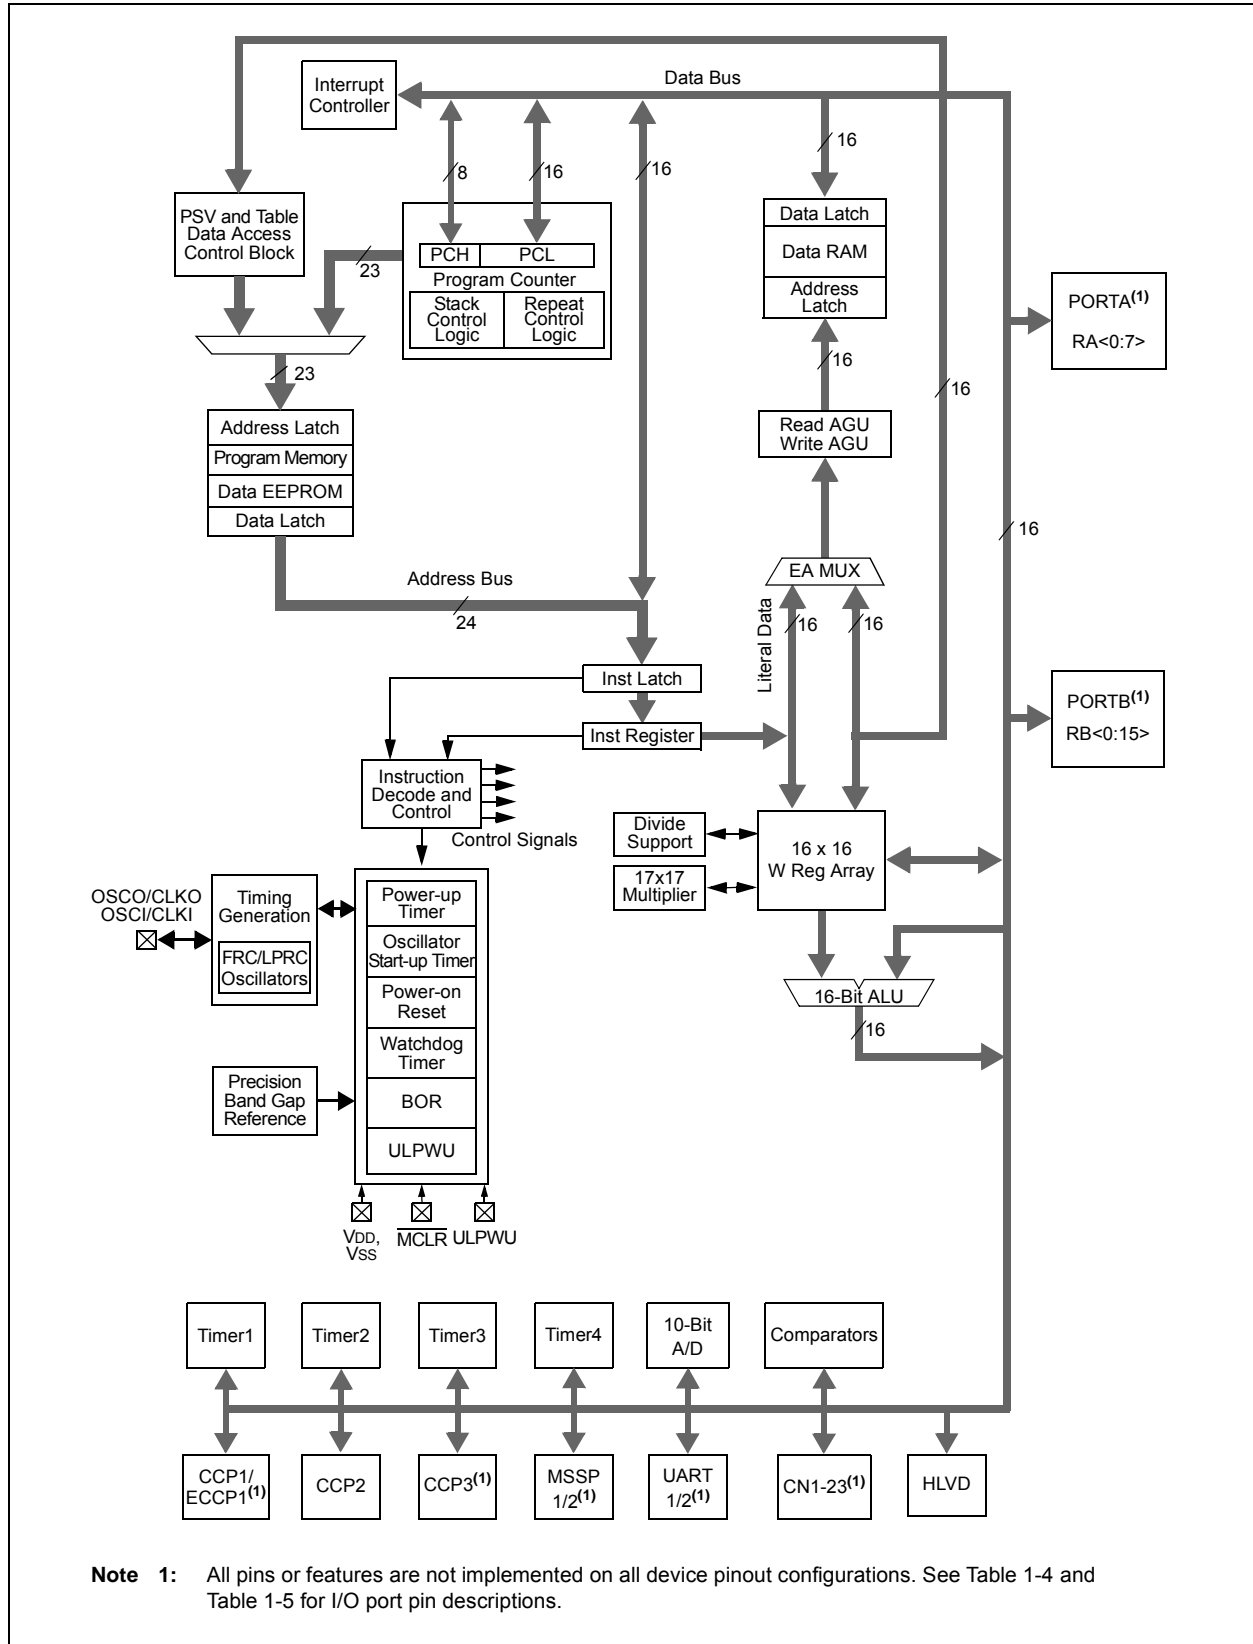 Data Bus
Interrupt
Controller
8
16
16
16
PSV and Table
Data Access
Control Block
23
PCH
PCL
Program Counter
Stack
Control
Logic
Repeat
Control
Logic
Data Latch
Data RAM
Address
Latch
PORTA(1)
RA<0:7>
23
16
16
Address Latch
Program Memory
Data EEPROM
Data Latch
Read AGU
Write AGU
16
Address Bus
24
EA MUX
Literal Data
16
16
Inst Latch
Inst Register
PORTB(1)
RB<0:15>
Instruction
Decode and
Control
Control Signals
Divide
Support
17x17
Multiplier
16 x 16
W Reg Array
OSCO/CLKO
OSCI/CLKI
Timing
Generation
FRC/LPRC
Oscillators
Power-up
Timer
Oscillator
Start-up Timer
Power-on
Reset
Watchdog
Timer
BOR
ULPWU
16-Bit ALU
16
Precision
Band Gap
Reference
VDD,
VSS
MCLR
ULPWU
Timer1
Timer2
Timer3
Timer4
10-Bit
A/D
Comparators
CCP1/
ECCP1(1)
CCP2
CCP3(1)
MSSP
1/2(1)
UART
1/2(1)
CN1-23(1)
HLVD
Note 1: All pins or features are not implemented on all device pinout configurations. See Table 1-4 and
Table 1-5 for I/O port pin descriptions.